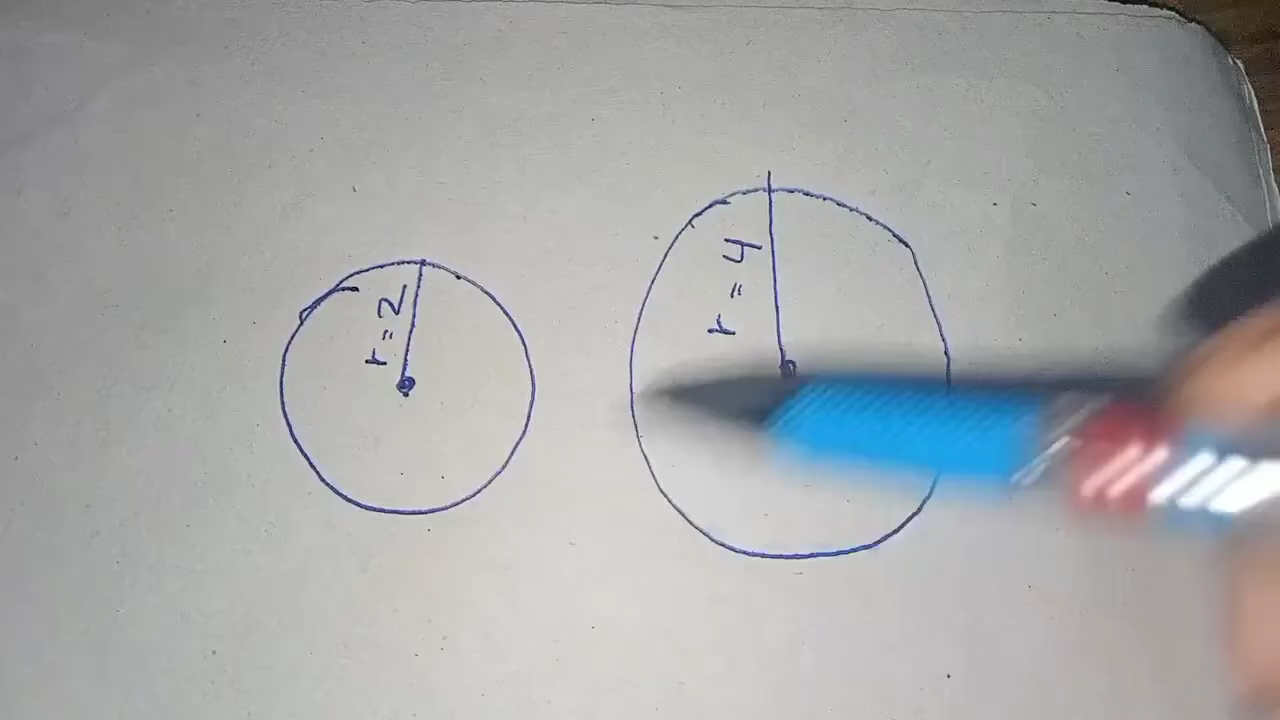 r = 2
r = 4